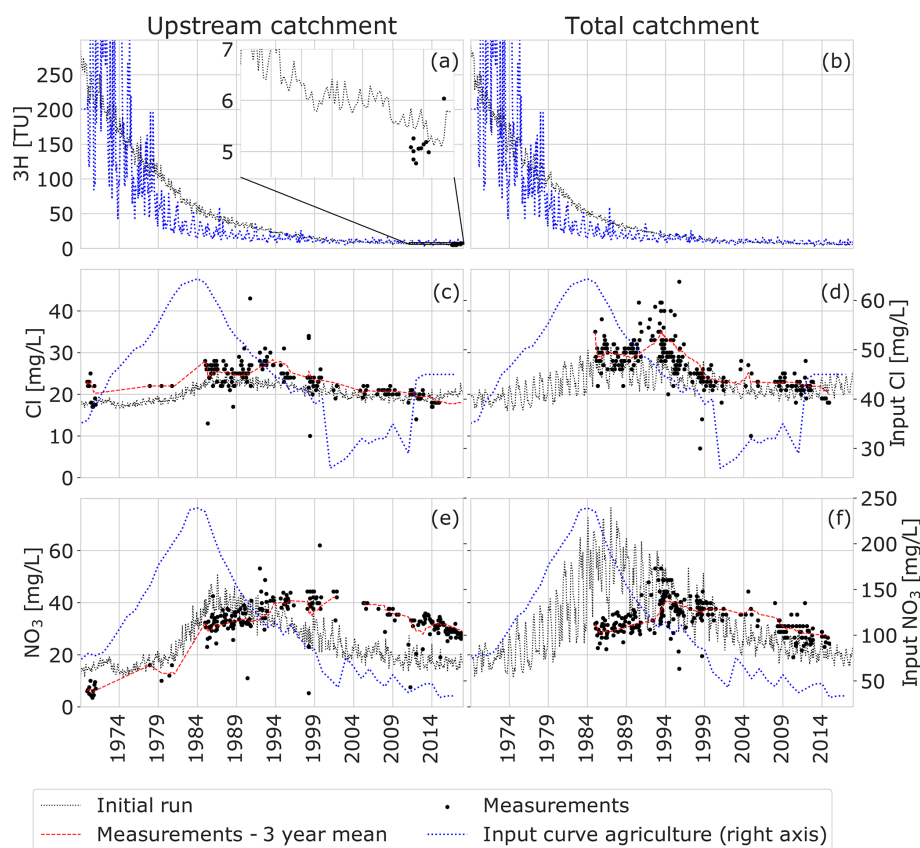 Upstream catchment
Total catchment
3H [TU]
250
200
150
100
50
0
7
6
5
(a)
(b)
Cl [mg/L]
40
30
20
10
0
(c)
(d)
60
50
40
30
Input Cl [mg/L]
NO3 [mg/L]
60
40
20
0
(e)
(f)
250
200
150
100
50
Input NO3 [mg/L]
1974 1979 1984 1989 1994 1999 2004 2009 2014
1974 1979 1984 1989 1994 1999 2004 2009 2014
Initial run
Measurements
Measurements - 3 year mean
Input curve agriculture (right axis)